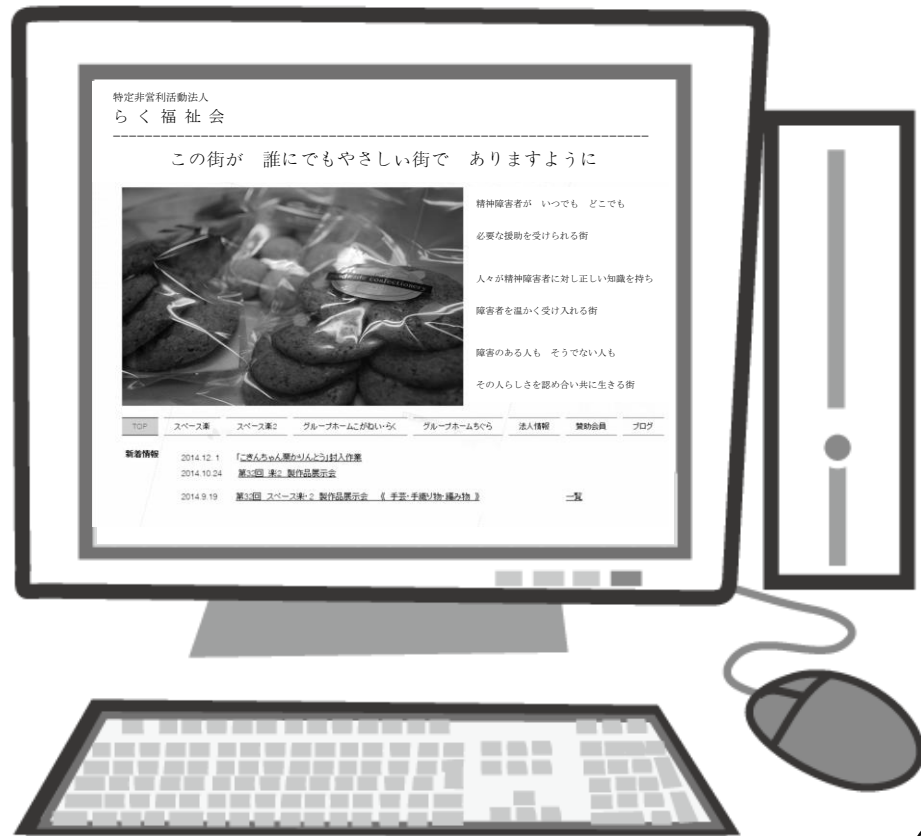 特定非営利活動法人
らく福祉会
この街が　誰にでもやさしい街で　ありますように
confectionery
精神障害者が　いつでも　どこでも
必要な援助を受けられる街
人々が精神障害者に対し正しい知識を持ち
障害者を温かく受け入れる街
障害のある人も　そうでない人も
その人らしさを認め合い共に生きる街
TOP スペース楽 スペース楽2 グループホームこがねい・らく グループホームちぐら 法人情報 賛助会員 ブログ
新着情報 2014.12. 1 「こきんちゃん栗かりんとう」封入作業
2014.10.24 第32回 楽2 製作品展示会
2014.9.19 第32回 スペース楽・2 製作品展示会 《 手芸・手織り物・編み物 》 一覧